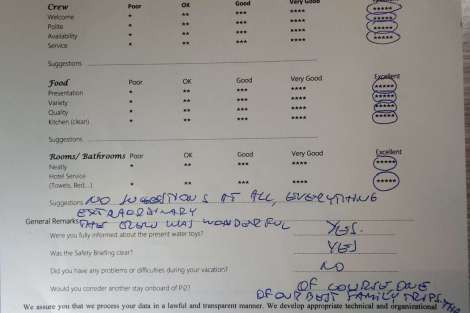 Crew Poor OK Good Very Good
Welcome * ** *** **** *****
Polite * ** *** **** *****
Availability * ** *** **** *****
Service * ** *** **** *****
Suggestions
Food Poor OK Good Very Good Excellent
Presentation * ** *** **** *****
Variety * ** *** **** *****
Quality * ** *** **** *****
Kitchen (clean) * ** *** **** *****
Suggestions
Rooms/ Bathrooms Poor OK Good Very Good Excellent
Neatly * ** *** **** *****
Hotel Service
(Towels, Bed,...) * ** *** **** *****
Suggestions NO SUGGESTIONS AT ALL, EVERYTHING
EXTRAORDINARY
General Remarks THE CREW WAS WONDERFUL
Were you fully informed about the present water toys? YES.
Was the Safety Briefing clear? YES
Did you have any problems or difficulties during your vacation? NO
Would you consider another stay onboard of Pi2? OF COURSE ONE
OF OUR BEST FAMILY TRIPS.
We assure you that we process your data in a lawful and transparent manner. We develop appropriate technical and organizational